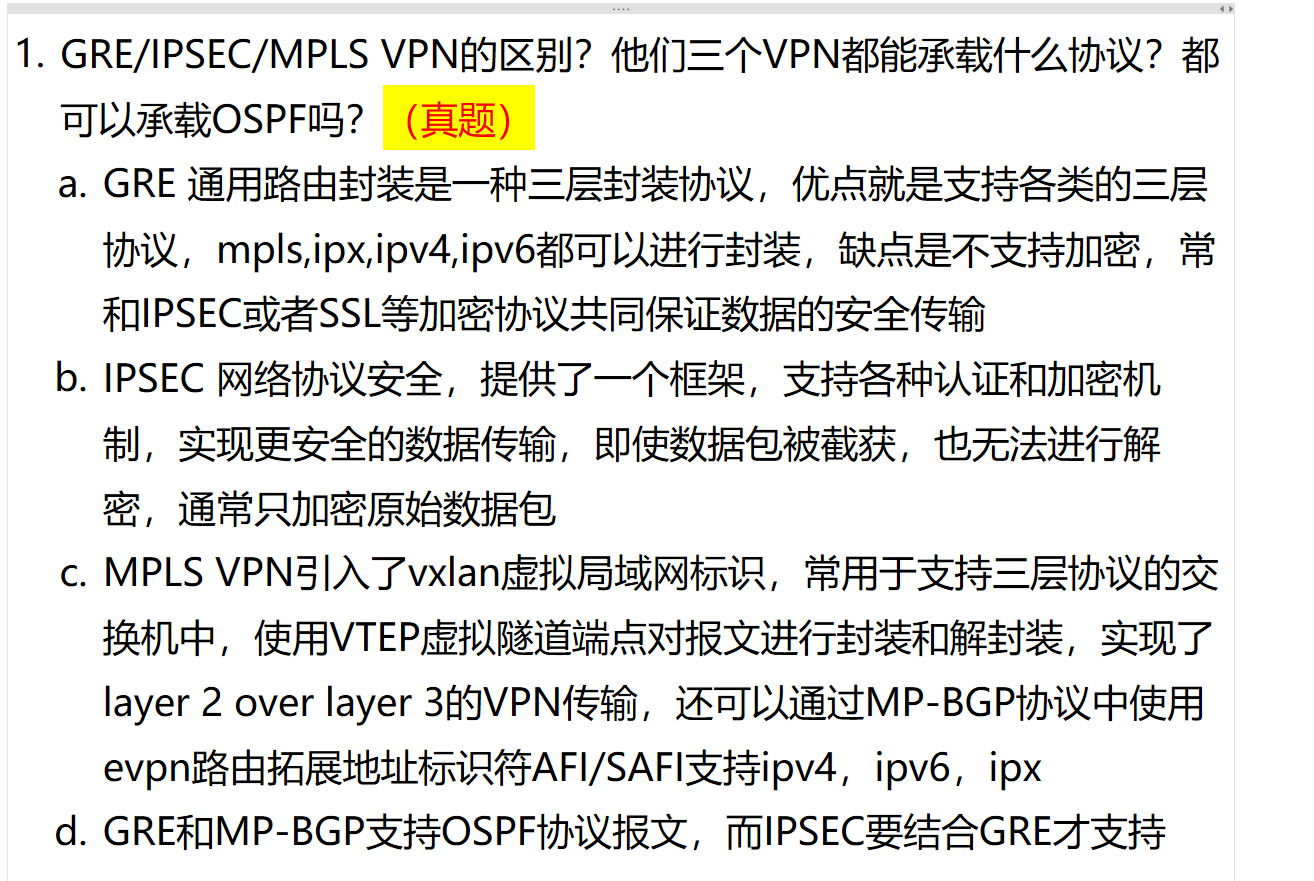 1. GRE/IPSEC/MPLS VPN的区别？他们三个VPN都能承载什么协议？都
可以承载OSPF吗？（真题）
a. GRE 通用路由封装是一种三层封装协议，优点就是支持各类的三层
协议，mpls,ipx,ipv4,ipv6都可以进行封装，缺点是不支持加密，常
和IPSEC或者SSL等加密协议共同保证数据的安全传输
b. IPSEC 网络协议安全，提供了一个框架，支持各种认证和加密机
制，实现更安全的数据传输，即使数据包被截获，也无法进行解
密，通常只加密原始数据包
c. MPLS VPN引入了vxlan虚拟局域网标识，常用于支持三层协议的交
换机中，使用VTEP虚拟隧道端点对报文进行封装和解封装，实现了
layer 2 over layer 3的VPN传输，还可以通过MP-BGP协议中使用
evpn路由拓展地址标识符AFI/SAFI支持ipv4，ipv6，ipx
d. GRE和MP-BGP支持OSPF协议报文，而IPSEC要结合GRE才支持